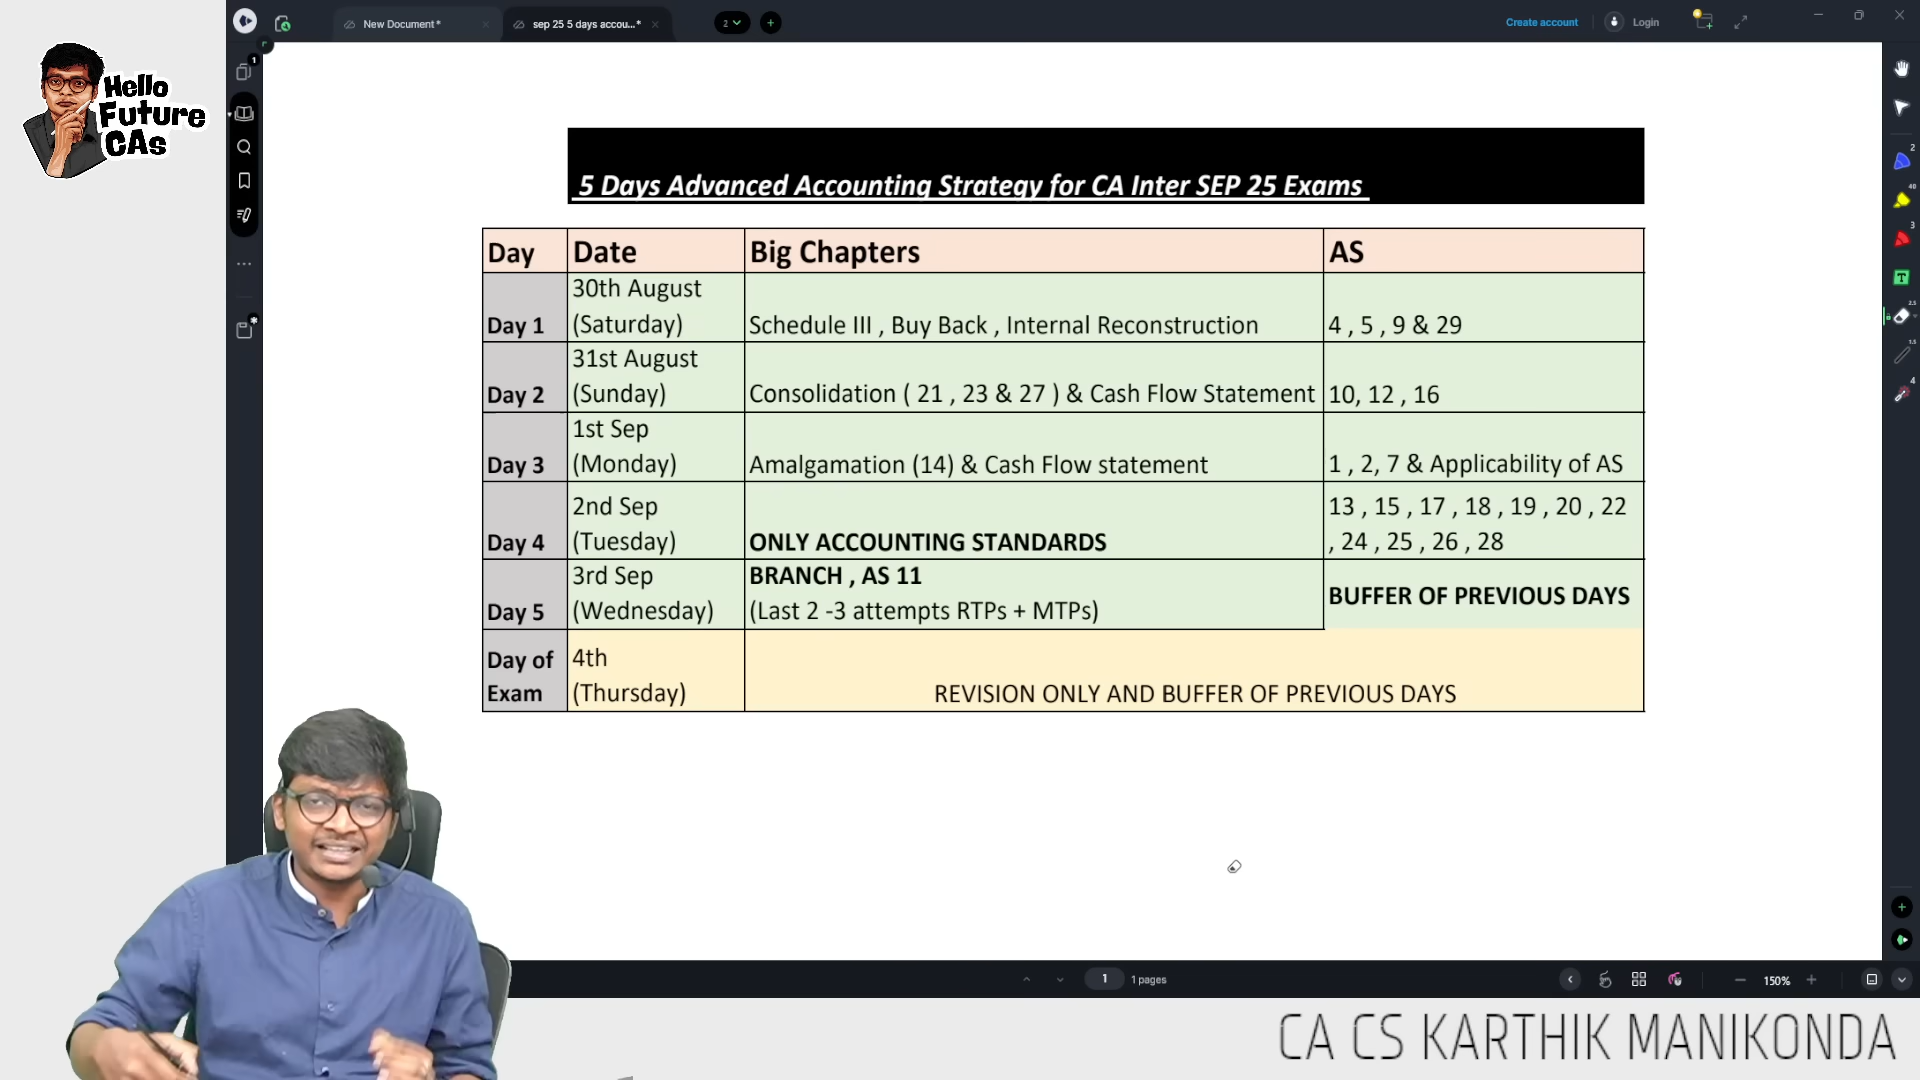 New Document*
sep 25 5 days accou...*
2
Create account
Login
Hello
Future
CAs
5 Days Advanced Accounting Strategy for CA Inter SEP 25 Exams
Day Date Big Chapters AS
30th August
Day 1 (Saturday) Schedule III , Buy Back , Internal Reconstruction 4 , 5 , 9 & 29
31st August
Day 2 (Sunday) Consolidation ( 21 , 23 & 27 ) & Cash Flow Statement 10, 12 , 16
1st Sep
Day 3 (Monday) Amalgamation (14) & Cash Flow statement 1 , 2, 7 & Applicability of AS
2nd Sep 13 , 15 , 17 , 18 , 19 , 20 , 22
Day 4 (Tuesday) ONLY ACCOUNTING STANDARDS , 24 , 25 , 26 , 28
3rd Sep BRANCH , AS 11 BUFFER OF PREVIOUS DAYS
Day 5 (Wednesday) (Last 2 -3 attempts RTPs + MTPs)
Day of 4th
Exam (Thursday) REVISION ONLY AND BUFFER OF PREVIOUS DAYS
1 1 pages
150%
CA CS KARTHIK MANIKONDA